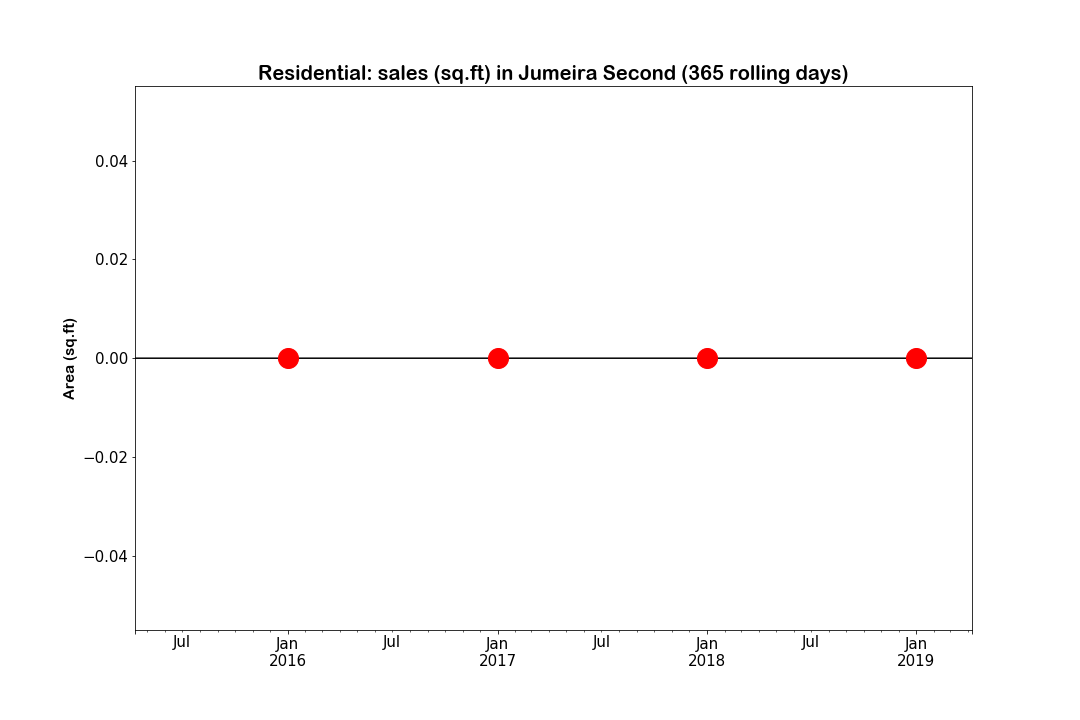 Residential: sales (sq.ft) in Jumeira Second (365 rolling days)
Area (sq.ft)
0.04
0.02
0.00
−0.02
−0.04
Jul Jan Jul Jan Jul Jan Jul Jan
2016 2017 2018 2019